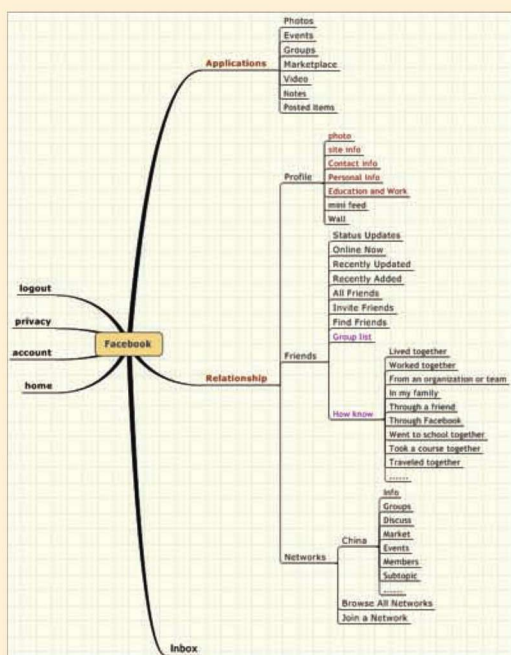 Photos
Events
Groups
Applications
Marketplace
Video
Notes
Posted items
photo
site info
Contact info
Profile
Personal Info
Education and Work
mini feed
Wall
Status Updates
Online Now
Recently Updated
Recently Added
All Friends
Invite Friends
Find Friends
Group list
logout
privacy
account
home
Facebook
Relationship
Friends
How know
Lived together
Worked together
From an organization or team
In my family
Through a friend
Through Facebook
Went to school together
Took a course together
Traveled together
......
Networks
China
Info
Groups
Discuss
Market
Events
Members
Subtopic
......
Browse All Networks
Join a Network
Inbox